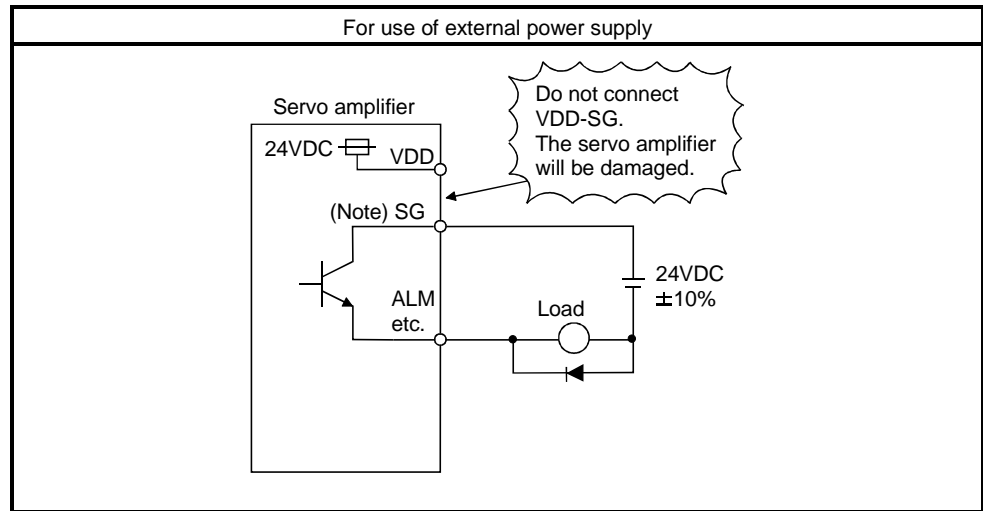 For use of external power supply
Do not connect
VDD-SG.
The servo amplifier
will be damaged.
Servo amplifier
24VDC
VDD
(Note) SG
24VDC
±10%
ALM
etc.
Load